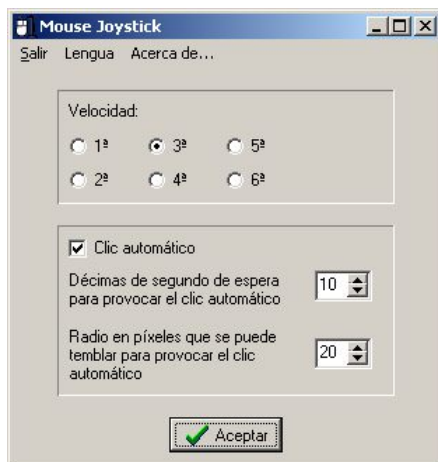 Mouse Joystick
Salir Lengua Acerca de...
Velocidad:
1ª 3ª 5ª
2ª 4ª 6ª
Clic automático
Décimas de segundo de espera
para provocar el clic automático
10
Radio en píxeles que se puede
temblar para provocar el clic
automático
20
Aceptar